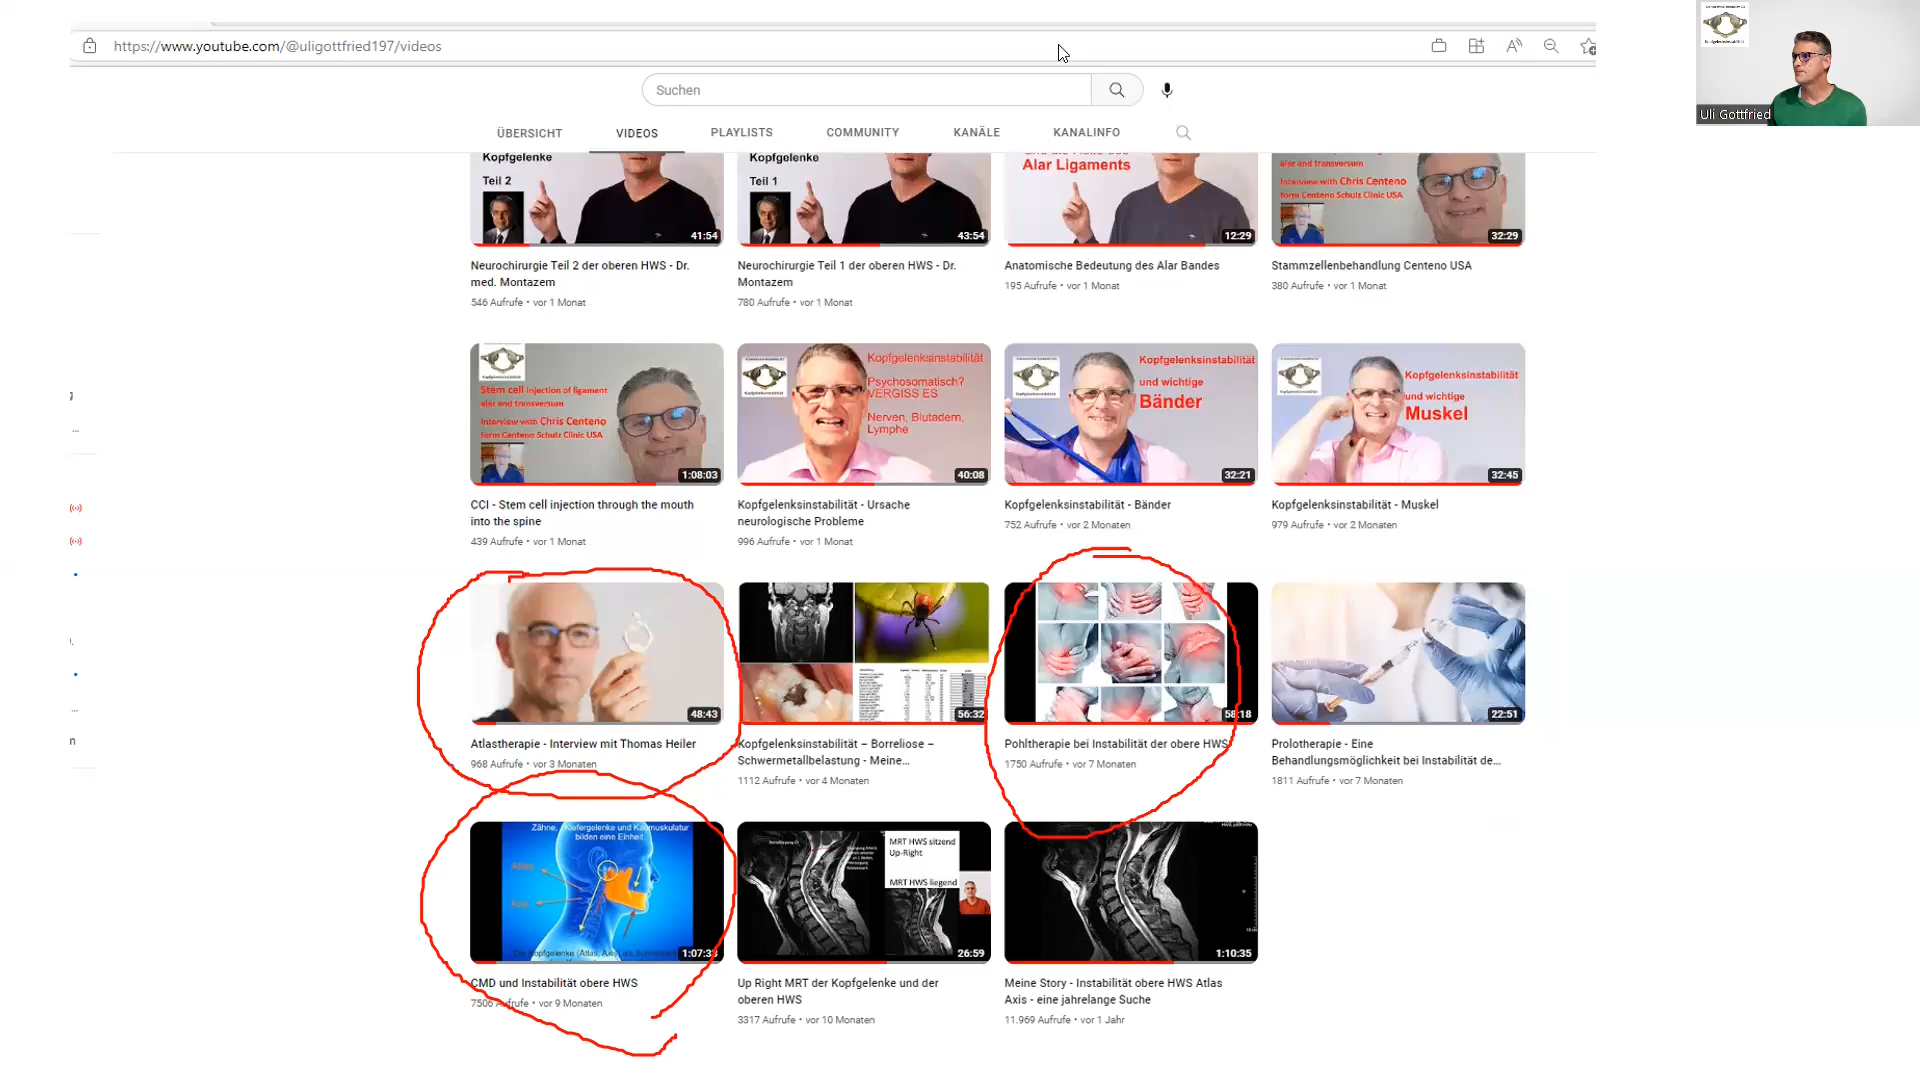 https://www.youtube.com/@uligottfried197/videos
Uli Gottfried
Suchen
ÜBERSICHT
VIDEOS
PLAYLISTS
COMMUNITY
KANÄLE
KANALINFO
Kopfgelenke
Teil 2
41:54
Kopfgelenke
Teil 1
43:54
Alar Ligaments
12:29
alar and transversum
Interview with Chris Centeno
form Centeno Schulz Clinic USA
32:29
Neurochirurgie Teil 2 der oberen HWS - Dr.
med. Montazem
546 Aufrufe • vor 1 Monat
Neurochirurgie Teil 1 der oberen HWS - Dr.
Montazem
780 Aufrufe • vor 1 Monat
Anatomische Bedeutung des Alar Bandes
195 Aufrufe • vor 1 Monat
Stammzellenbehandlung Centeno USA
380 Aufrufe • vor 1 Monat
Stem cell injection of ligament
alar and transversum
Interview with Chris Centeno
form Centeno Schulz Clinic USA
1:08:03
Kopfgelenksinstabilität
Psychosomatisch?
VERGISS ES
Nerven, Blutadern,
Lymphe
40:08
Kopfgelenksinstabilität
und wichtige
Bänder
32:21
Kopfgelenksinstabilität
und wichtige
Muskel
32:45
CCI - Stem cell injection through the mouth
into the spine
439 Aufrufe • vor 1 Monat
Kopfgelenksinstabilität - Ursache
neurologische Probleme
996 Aufrufe • vor 1 Monat
Kopfgelenksinstabilität - Bänder
752 Aufrufe • vor 2 Monaten
Kopfgelenksinstabilität - Muskel
979 Aufrufe • vor 2 Monaten
48:43
56:32
58:18
22:51
Atlastherapie - Interview mit Thomas Heiler
968 Aufrufe • vor 3 Monaten
Kopfgelenksinstabilität – Borreliose –
Schwermetallbelastung - Meine...
1112 Aufrufe • vor 4 Monaten
Pohltherapie bei Instabilität der obere HWS
1750 Aufrufe • vor 7 Monaten
Prolotherapie - Eine
Behandlungsmöglichkeit bei Instabilität de...
1811 Aufrufe • vor 7 Monaten
Zähne, Kiefergelenke und Kaumuskulatur
bilden eine Einheit
Atlas
Axis
MRT HWS sitzend
Up-Right
MRT HWS liegend
26:59
1:10:35
CMD und Instabilität obere HWS
7506 Aufrufe • vor 9 Monaten
Up Right MRT der Kopfgelenke und der
oberen HWS
3317 Aufrufe • vor 10 Monaten
Meine Story - Instabilität obere HWS Atlas
Axis - eine jahrelange Suche
11.969 Aufrufe • vor 1 Jahr